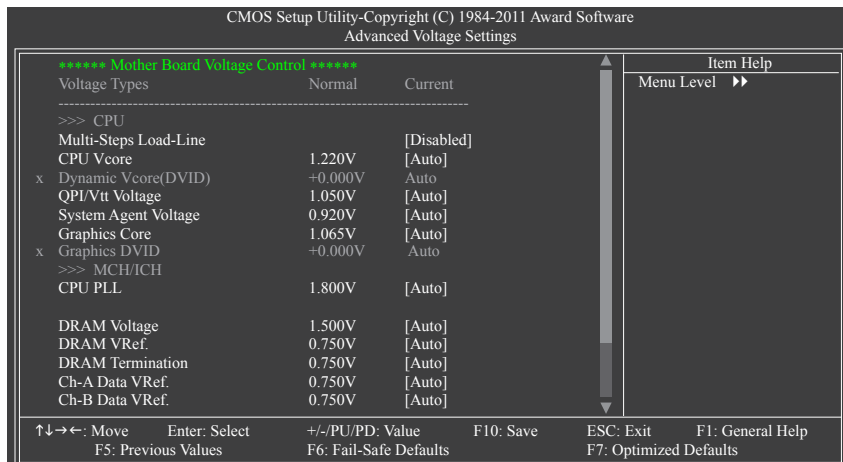 CMOS Setup Utility-Copyright (C) 1984-2011 Award Software
Advanced Voltage Settings
****** Mother Board Voltage Control ****** Item Help
Voltage Types Normal Current Menu Level
------------------------------------------------------------------------------
>>> CPU
Multi-Steps Load-Line [Disabled]
CPU Vcore 1.220V [Auto]
x Dynamic Vcore(DVID) +0.000V Auto
QPI/Vtt Voltage 1.050V [Auto]
System Agent Voltage 0.920V [Auto]
Graphics Core 1.065V [Auto]
x Graphics DVID +0.000V Auto
>>> MCH/ICH
CPU PLL 1.800V [Auto]
DRAM Voltage 1.500V [Auto]
DRAM VRef. 0.750V [Auto]
DRAM Termination 0.750V [Auto]
Ch-A Data VRef. 0.750V [Auto]
Ch-B Data VRef. 0.750V [Auto]
↑↓→←: Move Enter: Select +/-/PU/PD: Value F10: Save ESC: Exit F1: General Help
F5: Previous Values F6: Fail-Safe Defaults F7: Optimized Defaults